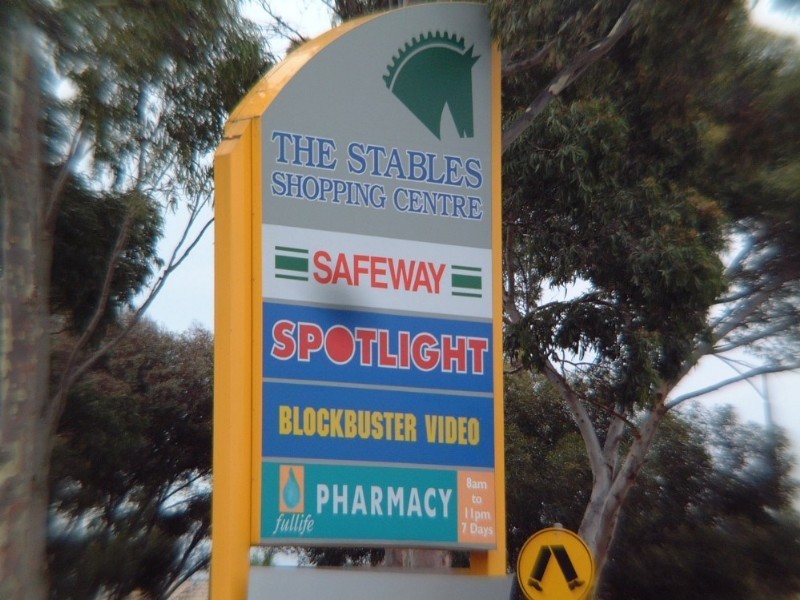 THE STABLES
SHOPPING CENTRE
SAFEWAY
SPOTLIGHT
BLOCKBUSTER VIDEO
fullife
PHARMACY
8am
to
11pm
7 Days